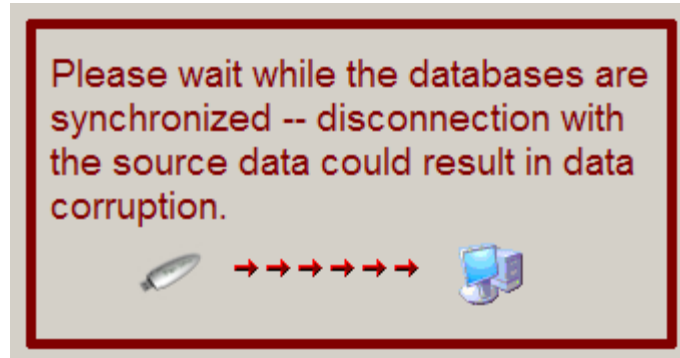 Please wait while the databases are
synchronized -- disconnection with
the source data could result in data
corruption.